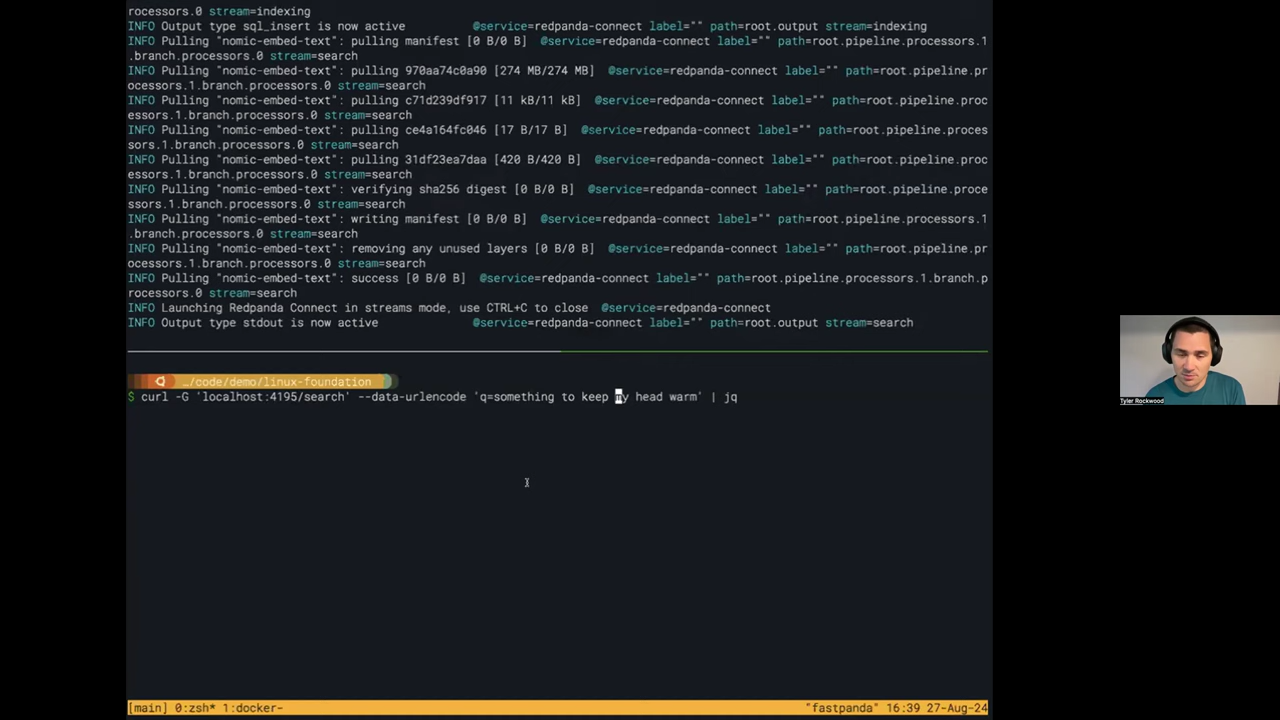 rocessors.0 stream=indexing
INFO Output type sql_insert is now active @service=redpanda-connect label="" path=root.output stream=indexing
INFO Pulling "nomic-embed-text": pulling manifest [0 B/0 B] @service=redpanda-connect label="" path=root.pipeline.processors.1
.branch.processors.0 stream=search
INFO Pulling "nomic-embed-text": pulling 970aa74c0a90 [274 MB/274 MB] @service=redpanda-connect label="" path=root.pipeline.pr
ocessors.1.branch.processors.0 stream=search
INFO Pulling "nomic-embed-text": pulling c71d239df917 [11 kB/11 kB] @service=redpanda-connect label="" path=root.pipeline.proc
essors.1.branch.processors.0 stream=search
INFO Pulling "nomic-embed-text": pulling ce4a164fc046 [17 B/17 B] @service=redpanda-connect label="" path=root.pipeline.proces
sors.1.branch.processors.0 stream=search
INFO Pulling "nomic-embed-text": pulling 31df23ea7daa [420 B/420 B] @service=redpanda-connect label="" path=root.pipeline.proc
essors.1.branch.processors.0 stream=search
INFO Pulling "nomic-embed-text": verifying sha256 digest [0 B/0 B] @service=redpanda-connect label="" path=root.pipeline.proce
ssors.1.branch.processors.0 stream=search
INFO Pulling "nomic-embed-text": writing manifest [0 B/0 B] @service=redpanda-connect label="" path=root.pipeline.processors.1
.branch.processors.0 stream=search
INFO Pulling "nomic-embed-text": removing any unused layers [0 B/0 B] @service=redpanda-connect label="" path=root.pipeline.pr
ocessors.1.branch.processors.0 stream=search
INFO Pulling "nomic-embed-text": success [0 B/0 B] @service=redpanda-connect label="" path=root.pipeline.processors.1.branch.p
rocessors.0 stream=search
INFO Launching Redpanda Connect in streams mode, use CTRL+C to close @service=redpanda-connect
INFO Output type stdout is now active @service=redpanda-connect label="" path=root.output stream=search
…/code/demo/linux-foundation
$ curl -G 'localhost:4195/search' --data-urlencode 'q=something to keep my head warm' | jq
Tyler Rockwood
[main] 0:zsh* 1:docker- "fastpanda" 16:39 27-Aug-24